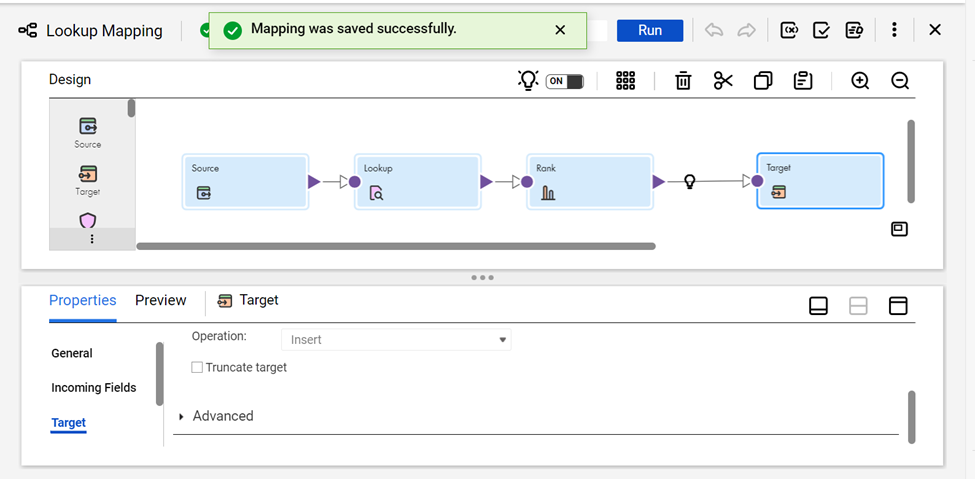 Lookup Mapping
Mapping was saved successfully.
Run
Design
ON
Source
Target
Source
Lookup
Rank
Target
Properties
Preview
Target
General
Incoming Fields
Target
Operation:
Insert
Truncate target
Advanced